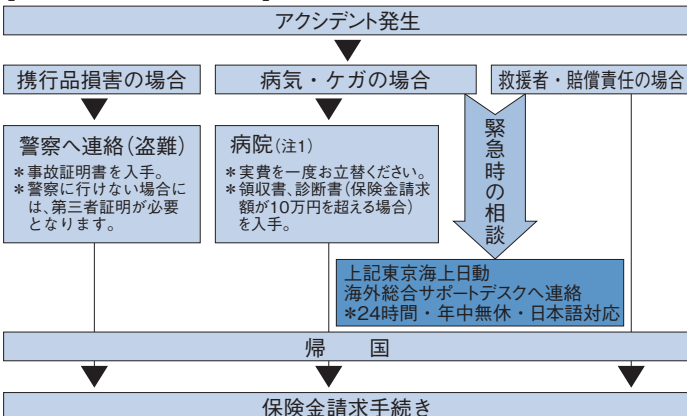 アクシデント発生
携行品損害の場合
病気・ケガの場合
救援者・賠償責任の場合
警察へ連絡(盗難)
＊事故証明書を入手。
＊警察に行けない場合に
は、第三者証明が必要
となります。
病院(注1)
＊実費を一度お立替ください。
＊領収書、診断書(保険金請求
額が10万円を超える場合)
を入手。
緊急時の相談
上記東京海上日動
海外総合サポートデスクへ連絡
＊24時間・年中無休・日本語対応
帰　国
保険金請求手続き